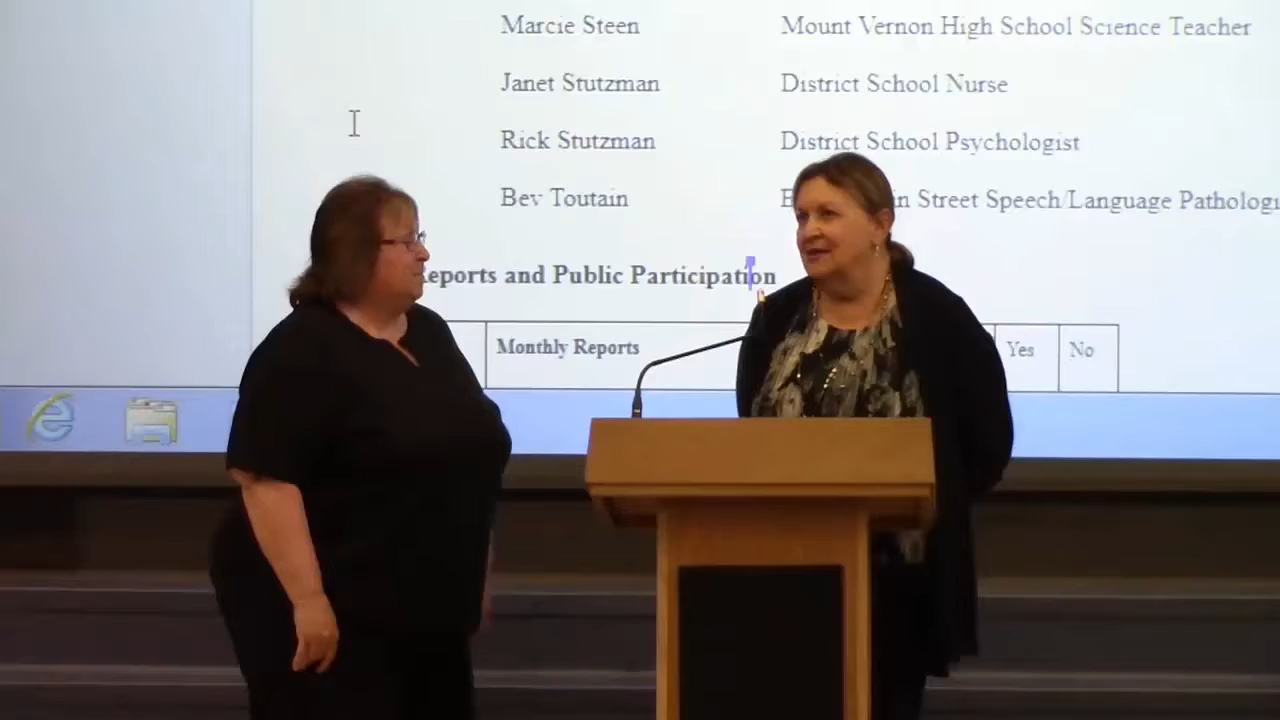 Marcie Steen Mount Vernon High School Science Teacher
Janet Stutzman District School Nurse
Rick Stutzman District School Psychologist
Bev Toutain Street Speech/Language
Reports and Public Participation
Monthly Reports Yes No